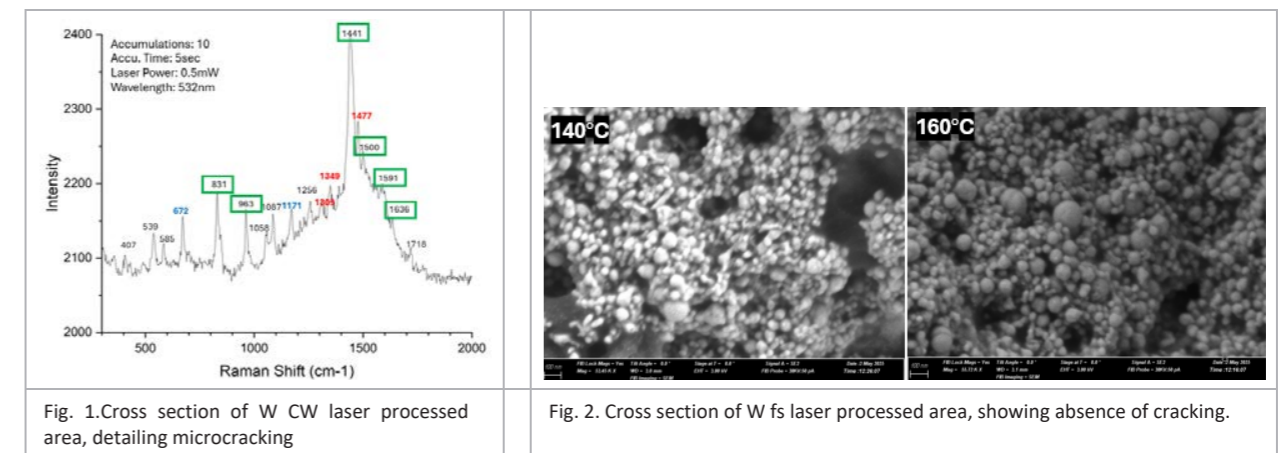 2400
2300
2200
2100
2000
Intensity
Accumulations: 10
Accu. Time: 5sec
Laser Power: 0.5mW
Wavelength: 532nm
1441
1477
1500
1591
1636
1718
831
963
672
539
585
407
1058
1087
1171
1256
1349
500
1000
1500
2000
Raman Shift (cm-1)
140°C
160°C
Fig. 1.Cross section of W CW laser processed
area, detailing microcracking
Fig. 2. Cross section of W fs laser processed area, showing absence of cracking.